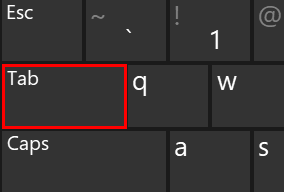 Esc ~ ! @
` 1
Tab q w
Caps a s